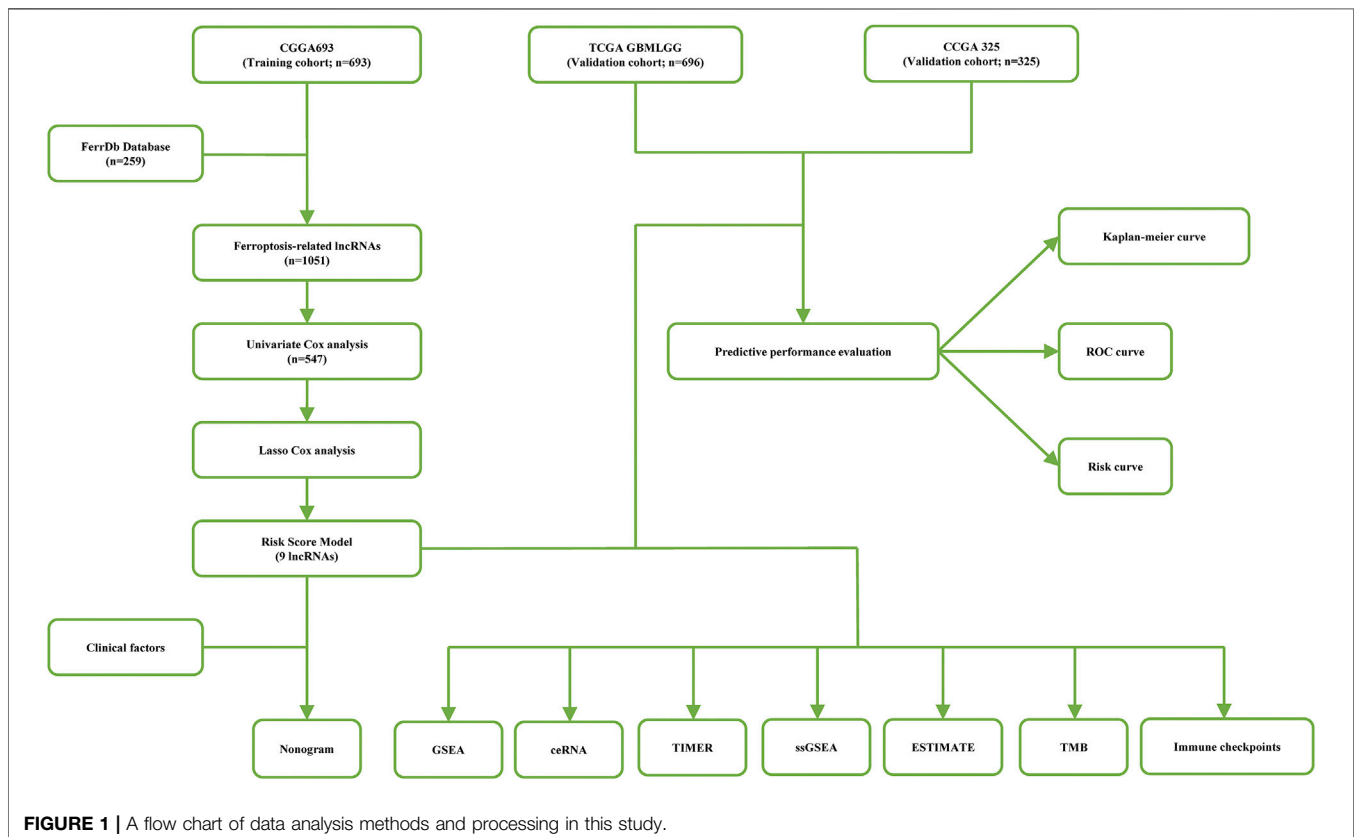 CGGA693
(Training cohort; n=693)
TCGA GBMLGG
(Validation cohort; n=696)
CCGA 325
(Validation cohort; n=325)
FerrDb Database
(n=259)
Ferroptosis-related lncRNAs
(n=1051)
Univariate Cox analysis
(n=547)
Lasso Cox analysis
Risk Score Model
(9 lncRNAs)
Clinical factors
Nonogram
Predictive performance evaluation
Kaplan-meier curve
ROC curve
Risk curve
GSEA
ceRNA
TIMER
ssGSEA
ESTIMATE
TMB
Immune checkpoints
FIGURE 1 | A flow chart of data analysis methods and processing in this study.